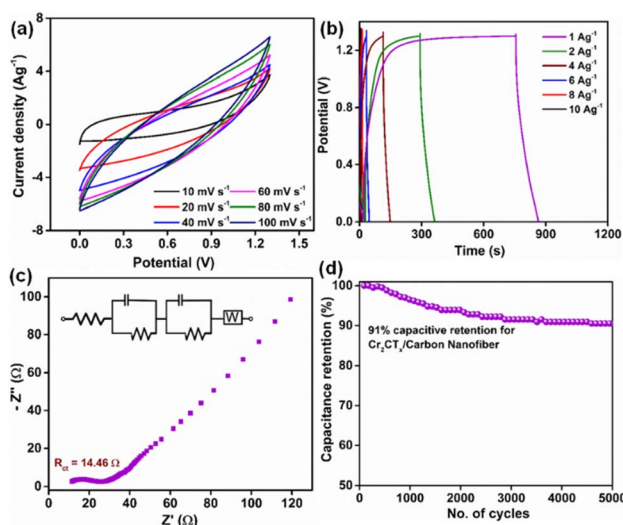 (a)
Current density (Ag⁻¹)
8
4
0
-4
-8
10 mV s⁻¹
20 mV s⁻¹
40 mV s⁻¹
60 mV s⁻¹
80 mV s⁻¹
100 mV s⁻¹
0.0 0.3 0.6 0.9 1.2 1.5
Potential (V)
(b)
Potential (V)
1.2
0.8
0.4
0.0
1 Ag⁻¹
2 Ag⁻¹
4 Ag⁻¹
6 Ag⁻¹
8 Ag⁻¹
10 Ag⁻¹
0 300 600 900 1200
Time (s)
(c)
- Z'' (Ω)
100
80
60
40
20
0
W
Rct = 14.46 Ω
0 20 40 60 80 100 120
Z' (Ω)
(d)
Capacitance retention (%)
100
90
80
70
60
50
91% capacitive retention for
Cr₂CTₓ/Carbon Nanofiber
0 1000 2000 3000 4000 5000
No. of cycles